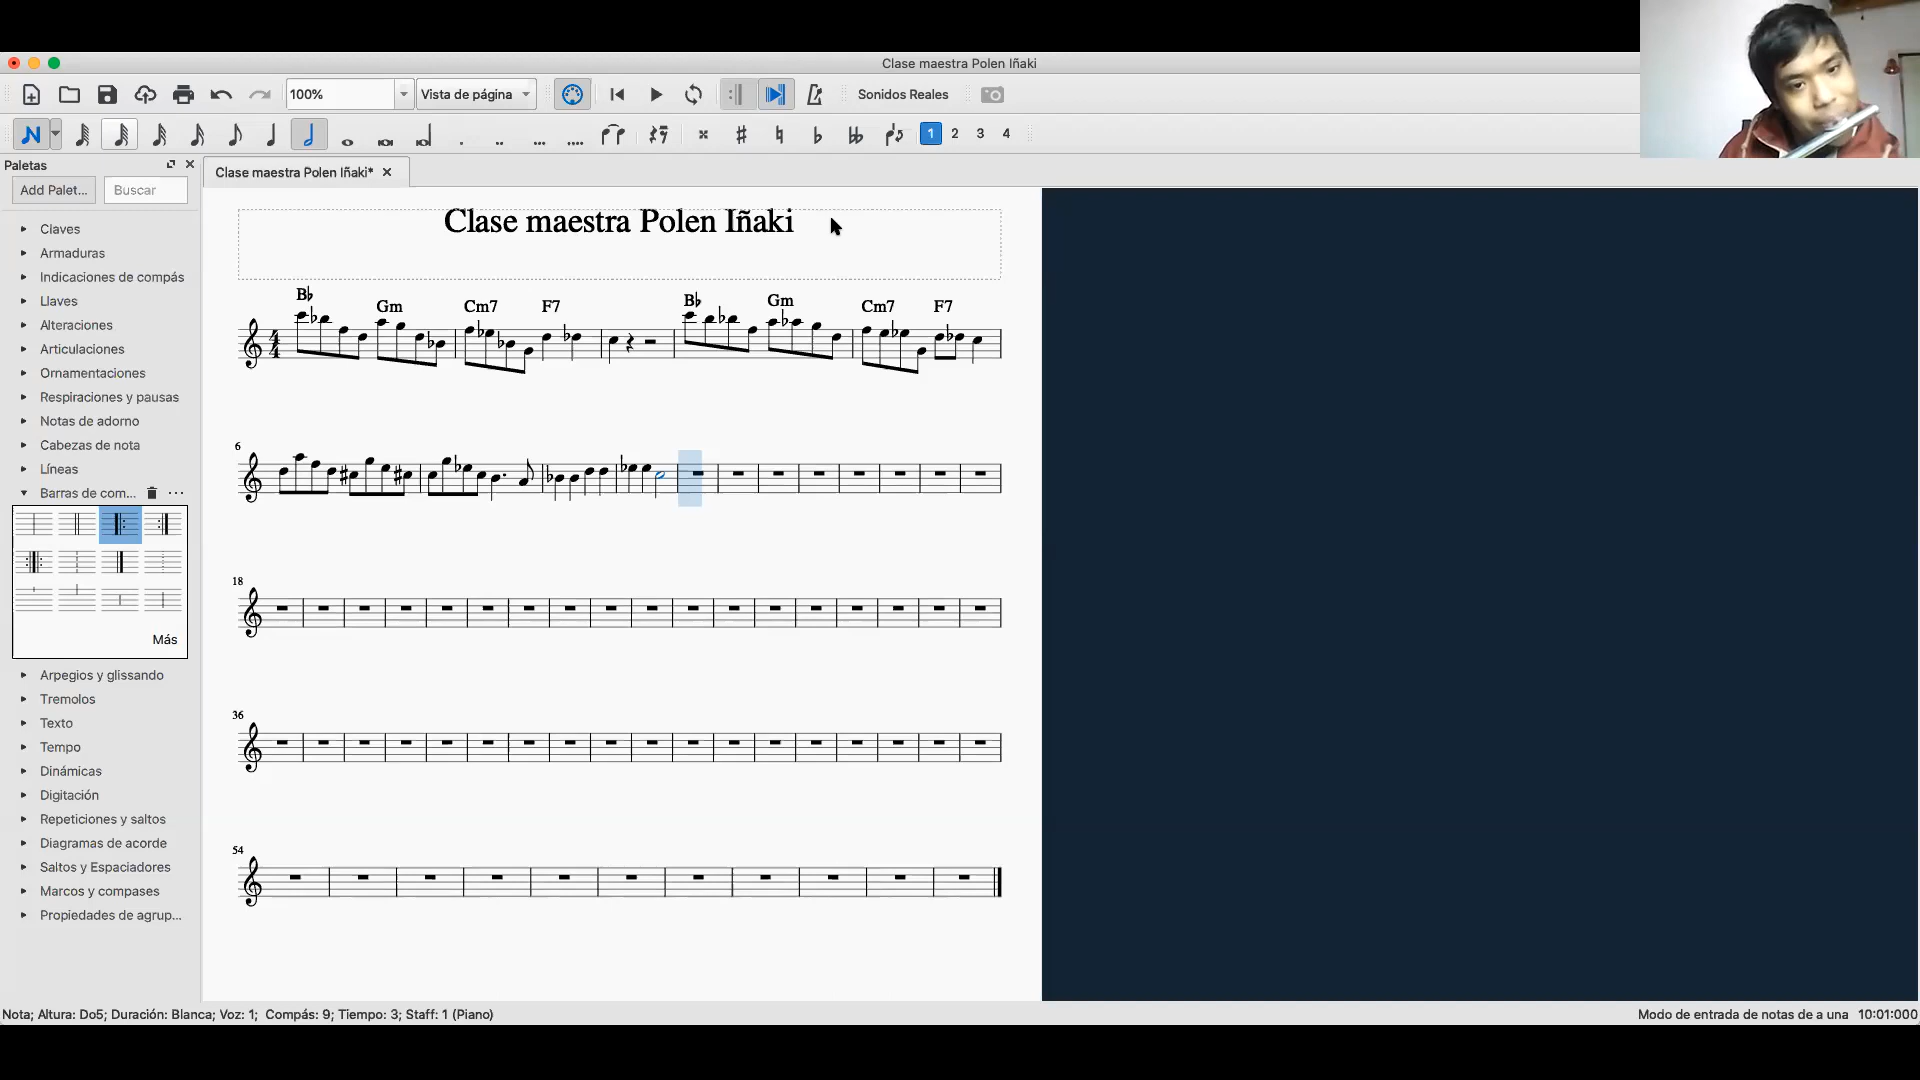 Clase maestra Polen Iñaki
100%
Vista de página
Sonidos Reales
1 2 3 4
Paletas
Clase maestra Polen Iñaki*
Add Palet...
Buscar
Claves
Armaduras
Indicaciones de compás
Llaves
Alteraciones
Articulaciones
Ornamentaciones
Respiraciones y pausas
Notas de adorno
Cabezas de nota
Líneas
Barras de com...
Más
Arpegios y glissando
Tremolos
Texto
Tempo
Dinámicas
Digitación
Repeticiones y saltos
Diagramas de acorde
Saltos y Espaciadores
Marcos y compases
Propiedades de agrup...
Clase maestra Polen Iñaki
B♭ Gm Cm7 F7 B♭ Gm Cm7 F7
4
4
6
18
36
54
Nota; Altura: Do5; Duración: Blanca; Voz: 1; Compás: 9; Tiempo: 3; Staff: 1 (Piano)
Modo de entrada de notas de a una 10:01:000